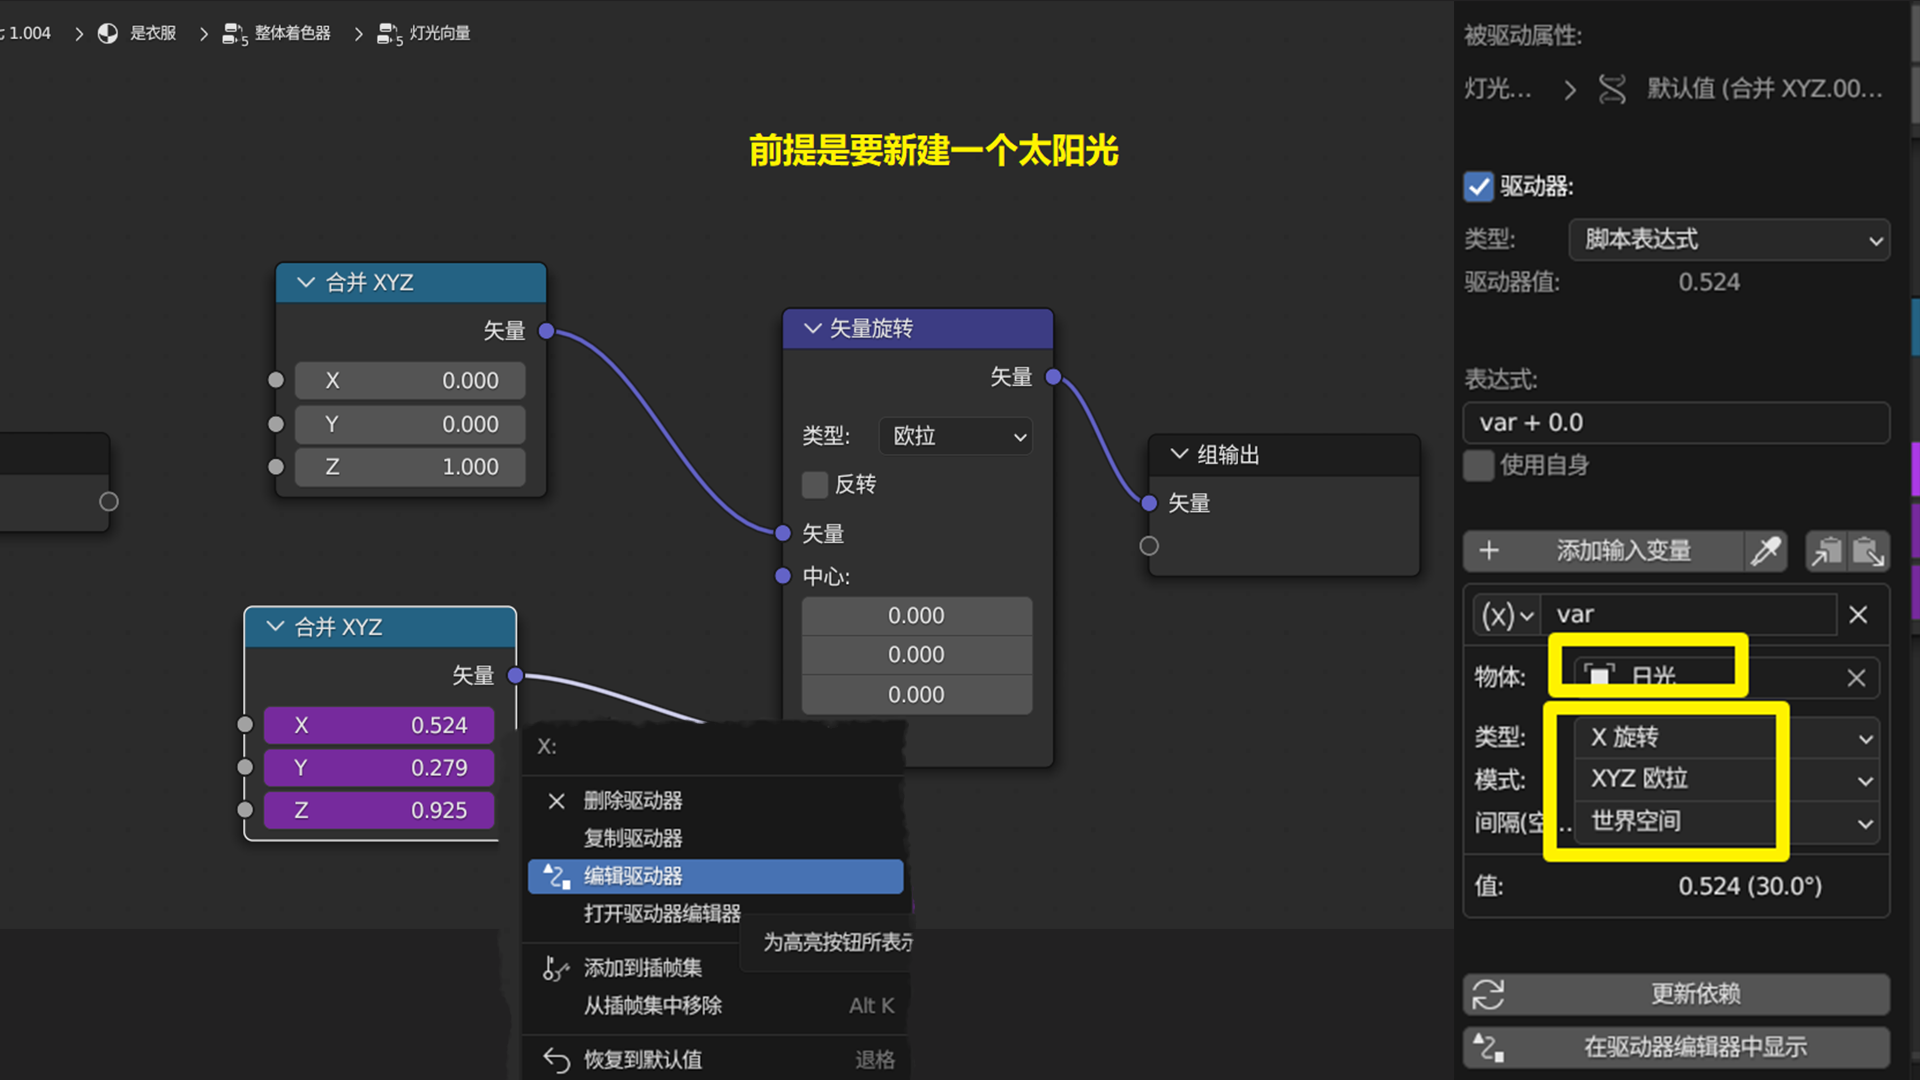 1.004 > 是衣服 > 5 整体着色器 > 5 灯光向量
前提是要新建一个太阳光
合并 XYZ
矢量
X 0.000
Y 0.000
Z 1.000
矢量旋转
矢量
类型: 欧拉
反转
矢量
中心:
0.000
0.000
0.000
组输出
矢量
合并 XYZ
矢量
X 0.524
Y 0.279
Z 0.925
X:
删除驱动器
复制驱动器
编辑驱动器
打开驱动器编辑器
为高亮按钮所表示
添加到插帧集
从插帧集中移除 Alt K
恢复到默认值 退格
被驱动属性:
灯光... > 默认值 (合并 XYZ.00...
驱动器:
类型: 脚本表达式
驱动器值: 0.524
表达式:
var + 0.0
使用自身
+ 添加输入变量
(x) var
物体: 日光
类型: X 旋转
模式: XYZ 欧拉
间隔(空... 世界空间
值: 0.524 (30.0°)
更新依赖
在驱动器编辑器中显示